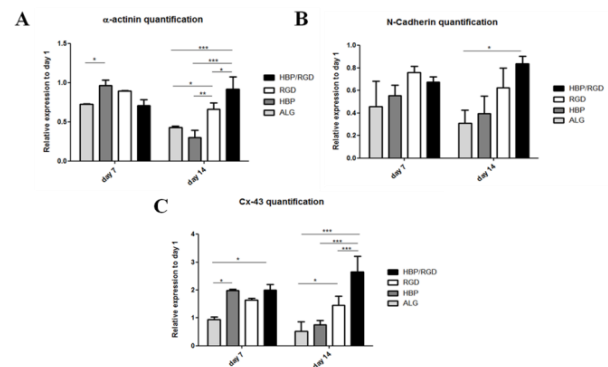 A
α-actinin quantification
Relative expression to day 1
1.5
1.0
0.5
0.0
*
***
***
*
*
**
day 7
day 14
HBP/RGD
RGD
HBP
ALG
B
N-Cadherin quantification
Relative expression to day 1
1.0
0.8
0.6
0.4
0.2
0.0
*
day 7
day 14
HBP/RGD
RGD
HBP
ALG
C
Cx-43 quantification
Relative expression to day 1
4
3
2
1
0
*
*
***
***
***
*
day 7
day 14
HBP/RGD
RGD
HBP
ALG